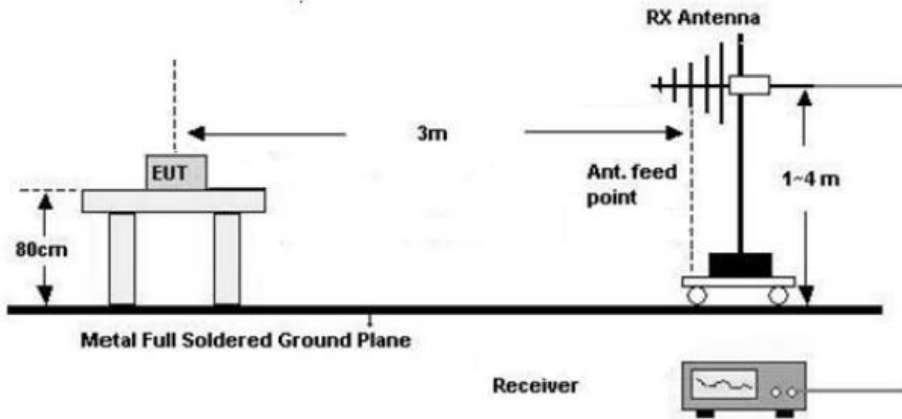 RX Antenna
3m
EUT
Ant. feed
point
1~4 m
80cm
Metal Full Soldered Ground Plane
Receiver